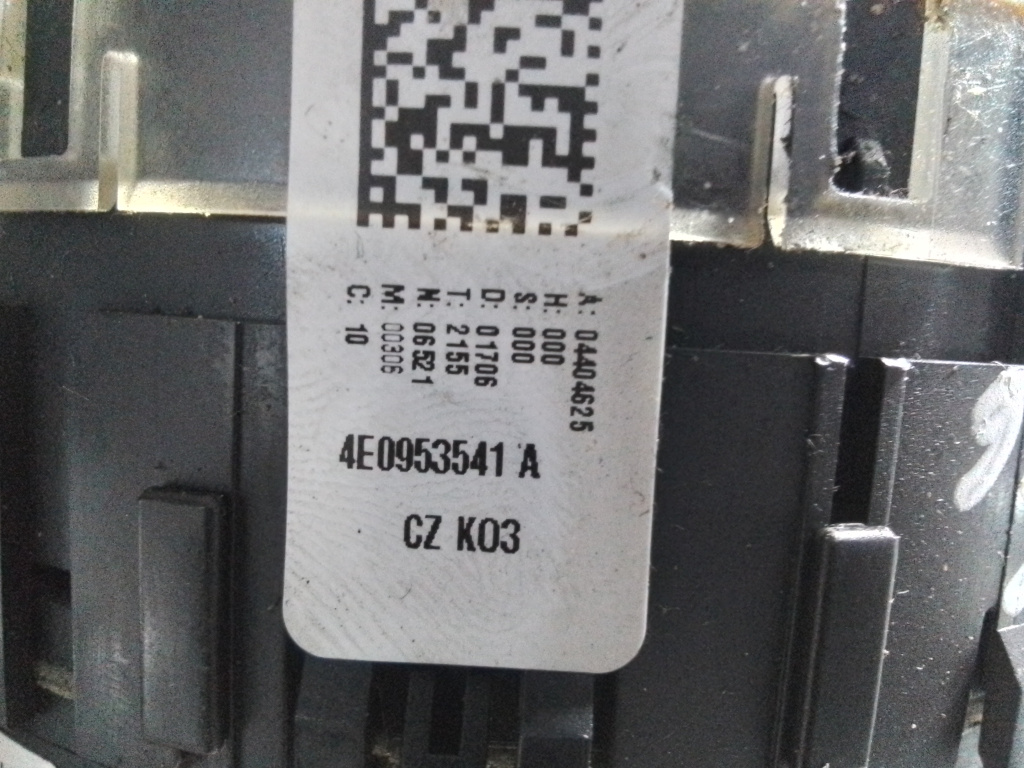 A: 04404625
H: 000
S: 000
D: 01706
T: 2155
N: 06521
M: 00306
C: 10
4E0953541 A
CZ K03